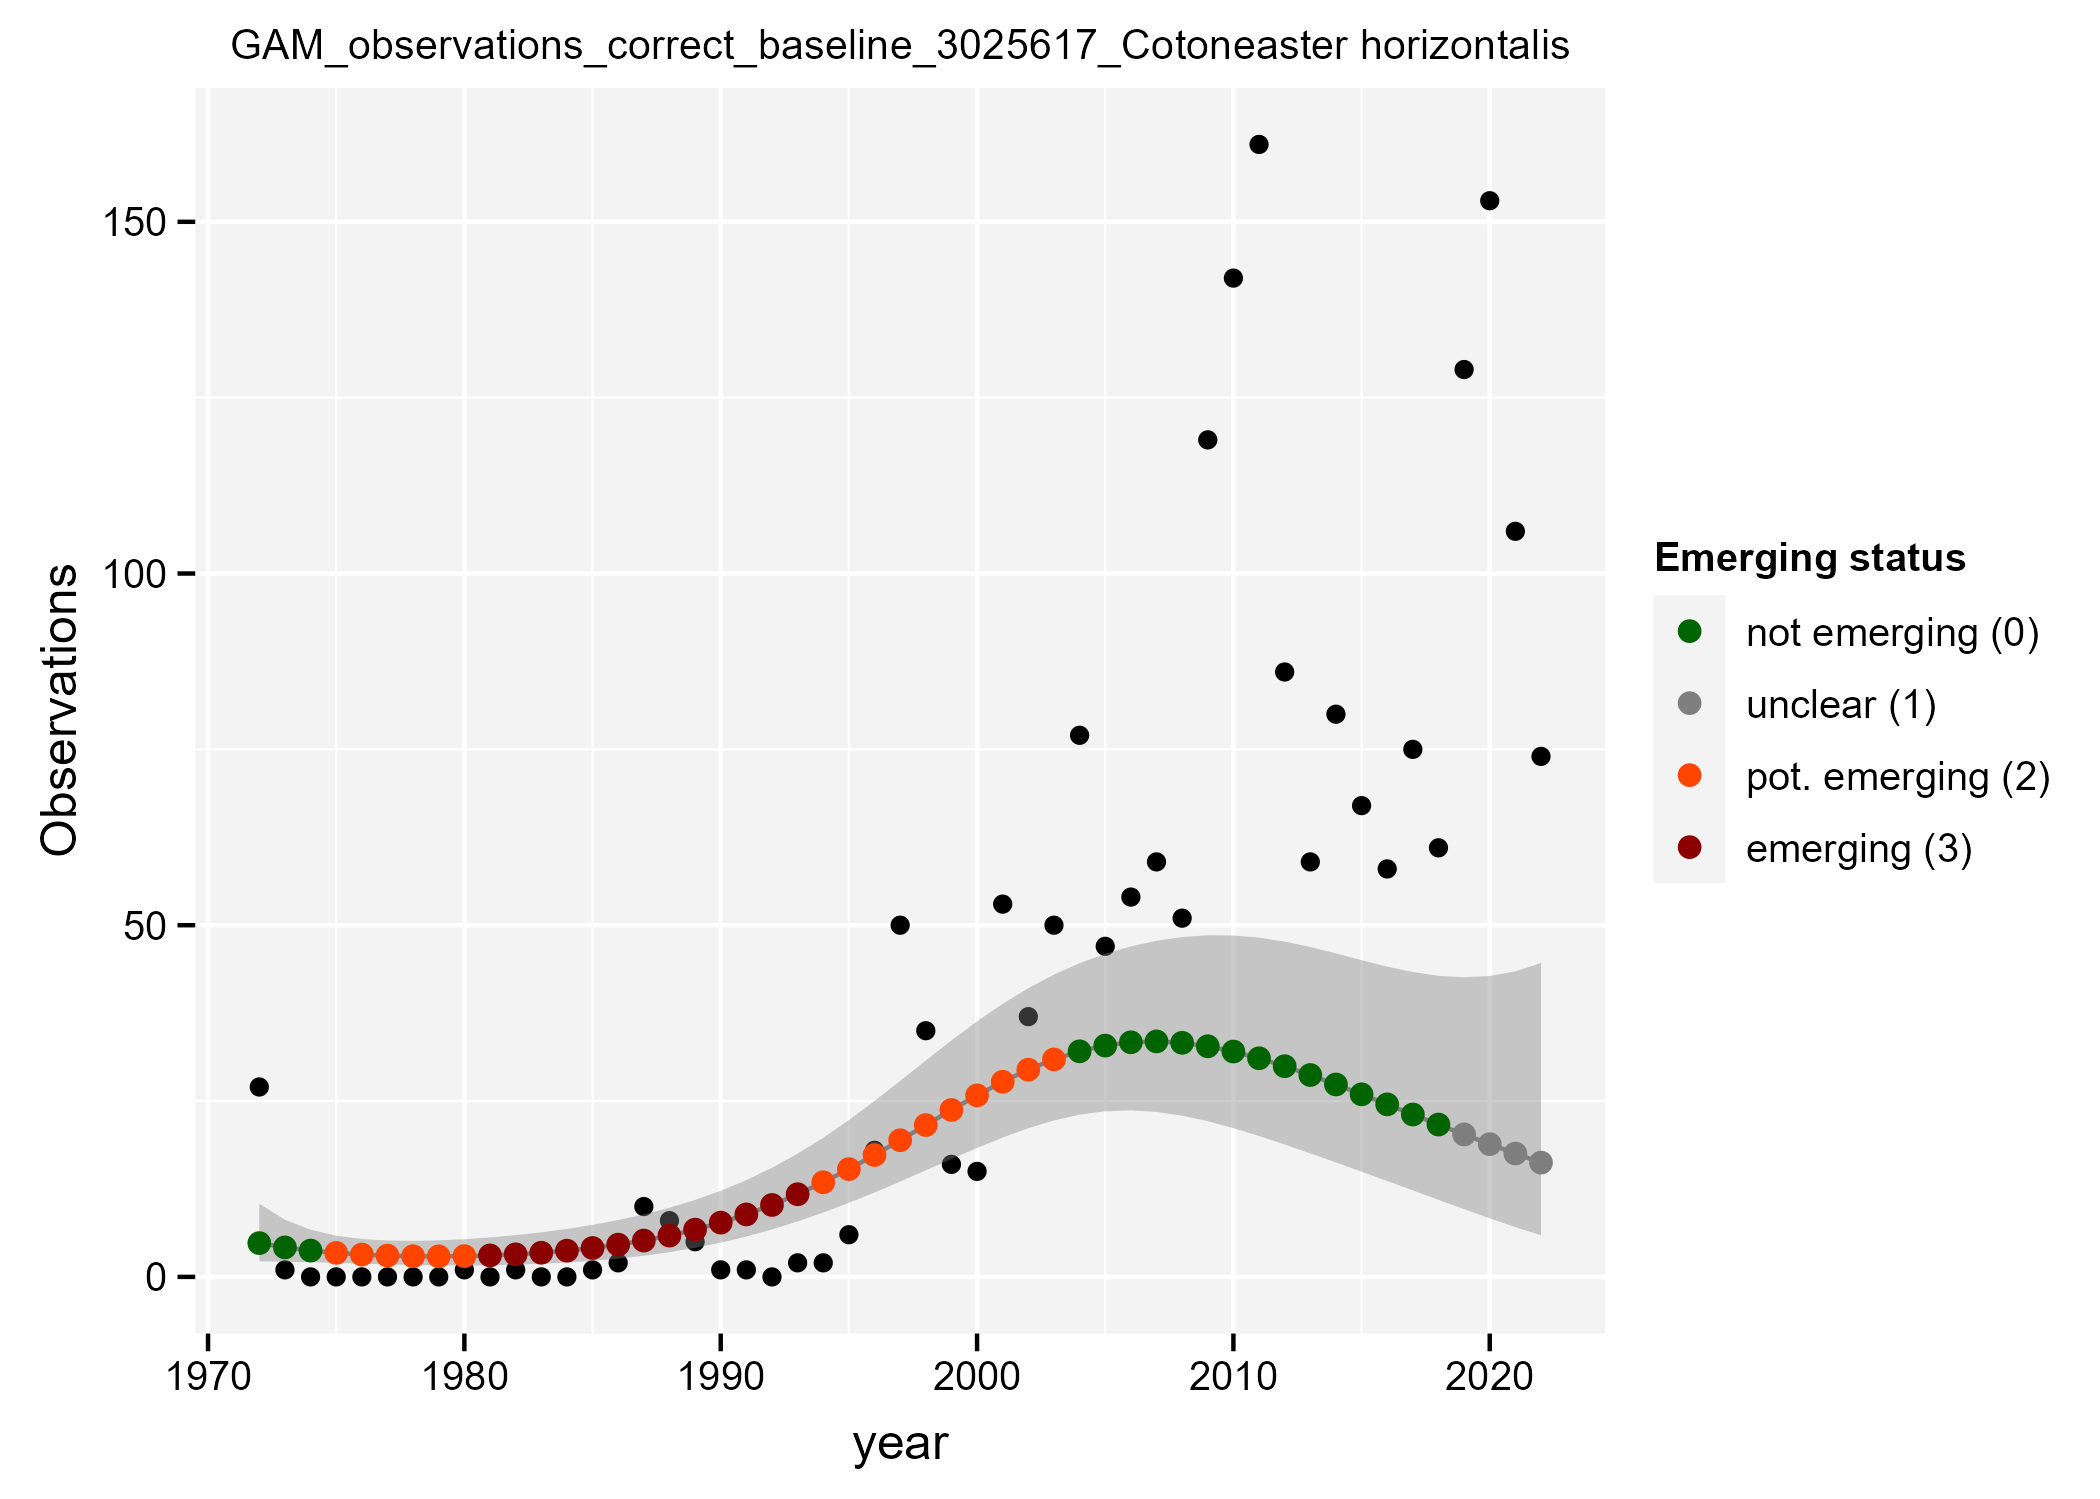 GAM_observations_correct_baseline_3025617_Cotoneaster horizontalis
Observations
150
100
50
0
1970 1980 1990 2000 2010 2020
year
Emerging status
not emerging (0)
unclear (1)
pot. emerging (2)
emerging (3)